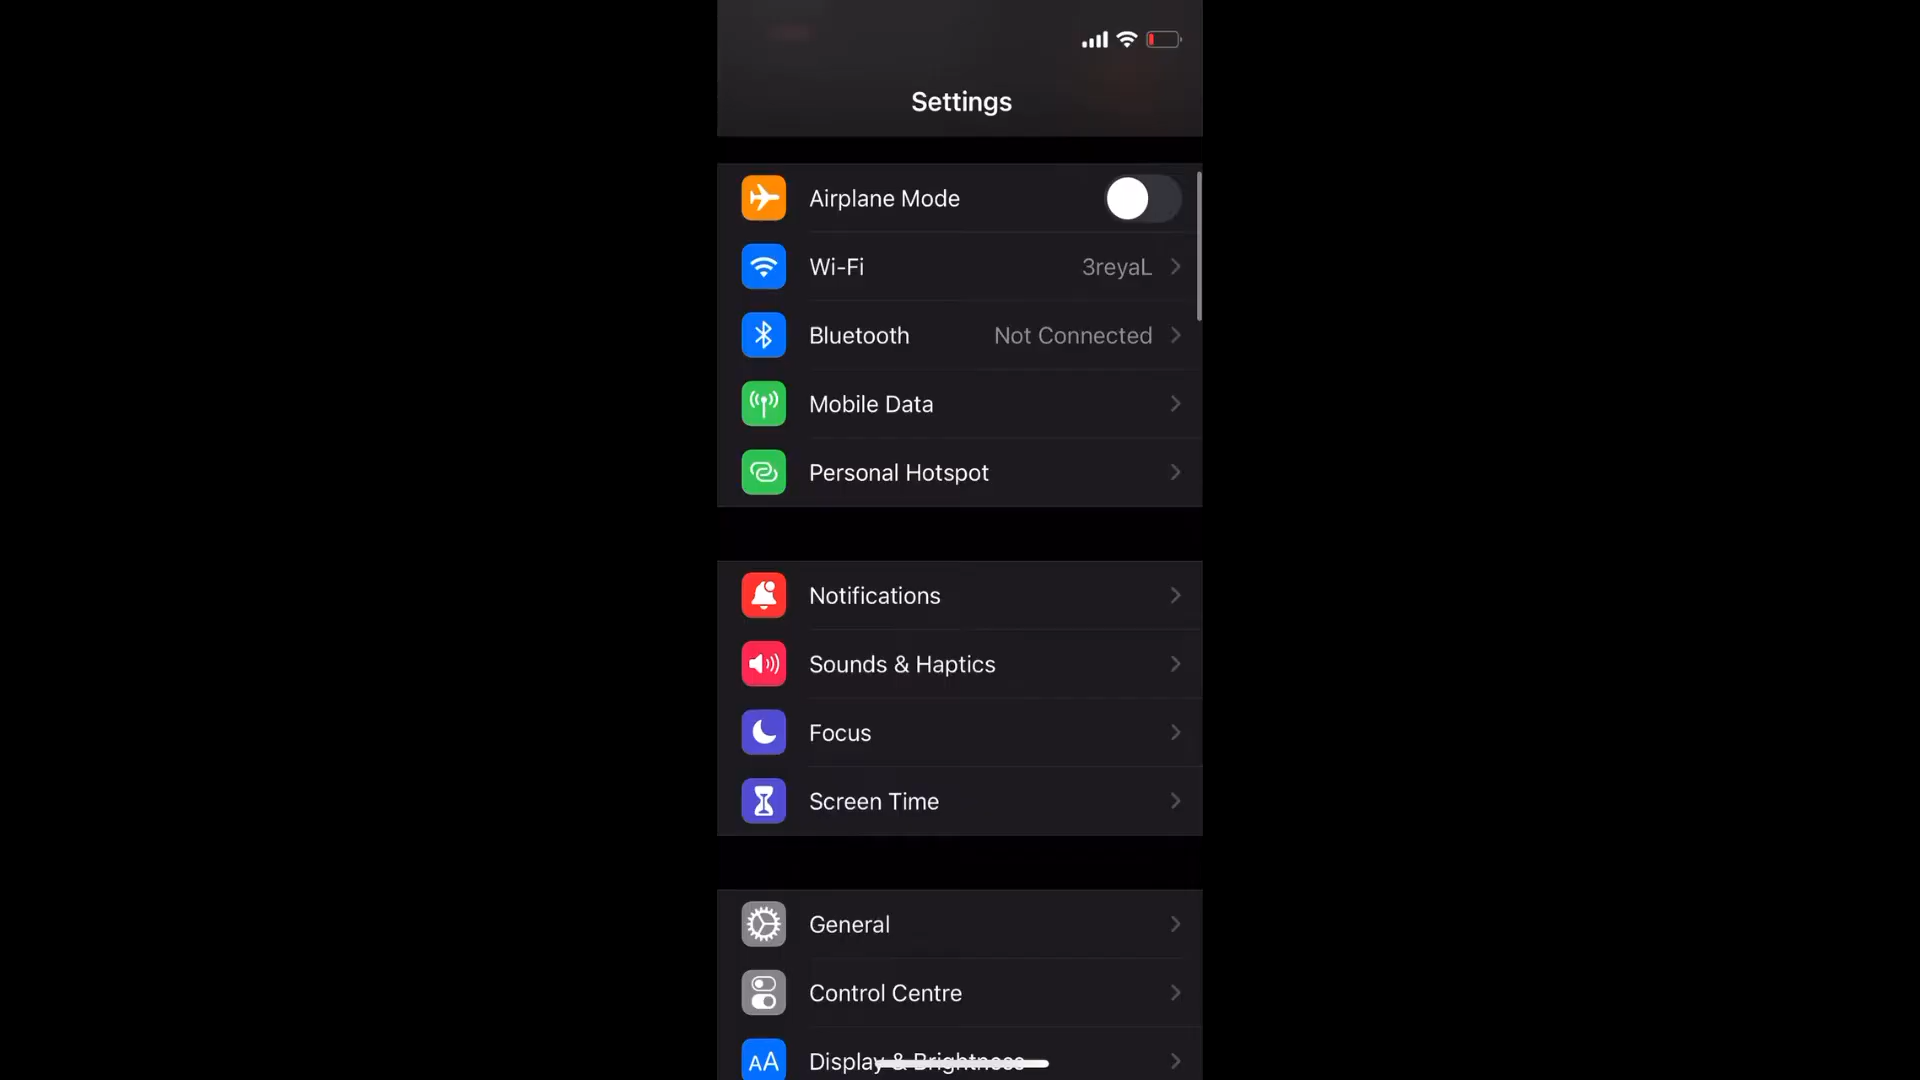 Settings
Airplane Mode
Wi-Fi 3reyaL
Bluetooth Not Connected
Mobile Data
Personal Hotspot
Notifications
Sounds & Haptics
Focus
Screen Time
General
Control Centre
AA Display & Brightness